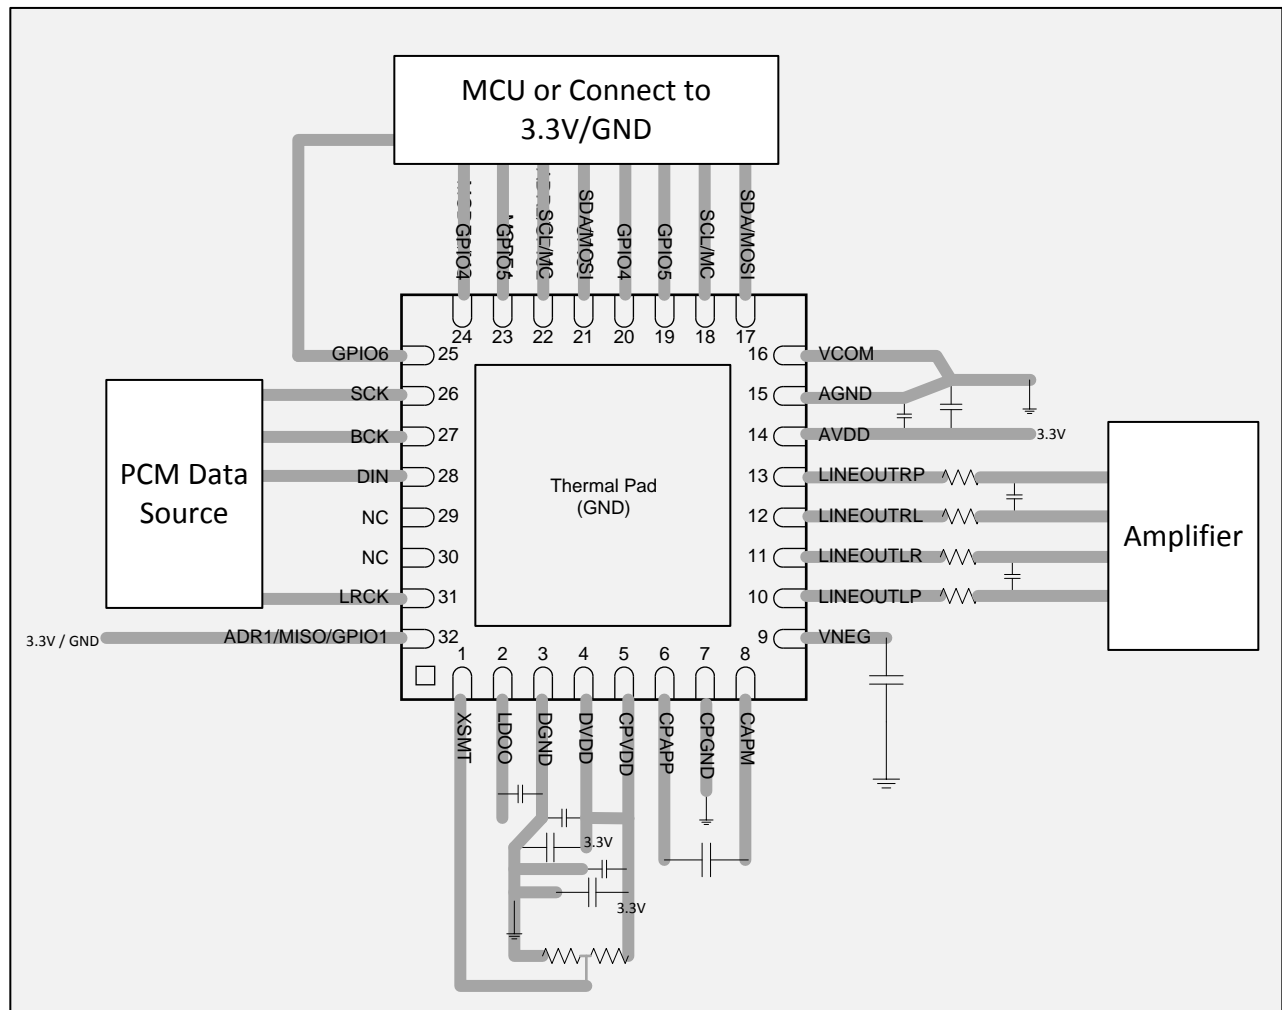 MCU or Connect to
3.3V/GND
GPIO4
GPIO5
SCL/MC
SDA/MOSI
GPIO4
GPIO5
SCL/MC
SDA/MOSI
24
23
22
21
20
19
18
17
GPIO6
25
16
VCOM
SCK
26
15
AGND
BCK
27
14
AVDD
3.3V
PCM Data
Source
DIN
28
13
LINEOUTRP
NC
29
12
LINEOUTRL
NC
30
11
LINEOUTLR
LRCK
31
10
LINEOUTLP
Thermal Pad
(GND)
Amplifier
3.3V / GND
ADR1/MISO/GPIO1
32
9
VNEG
1
2
3
4
5
6
7
8
XSMT
LDOO
DGND
DVDD
CPVDD
CPAPP
CPGND
CAPM
3.3V
3.3V